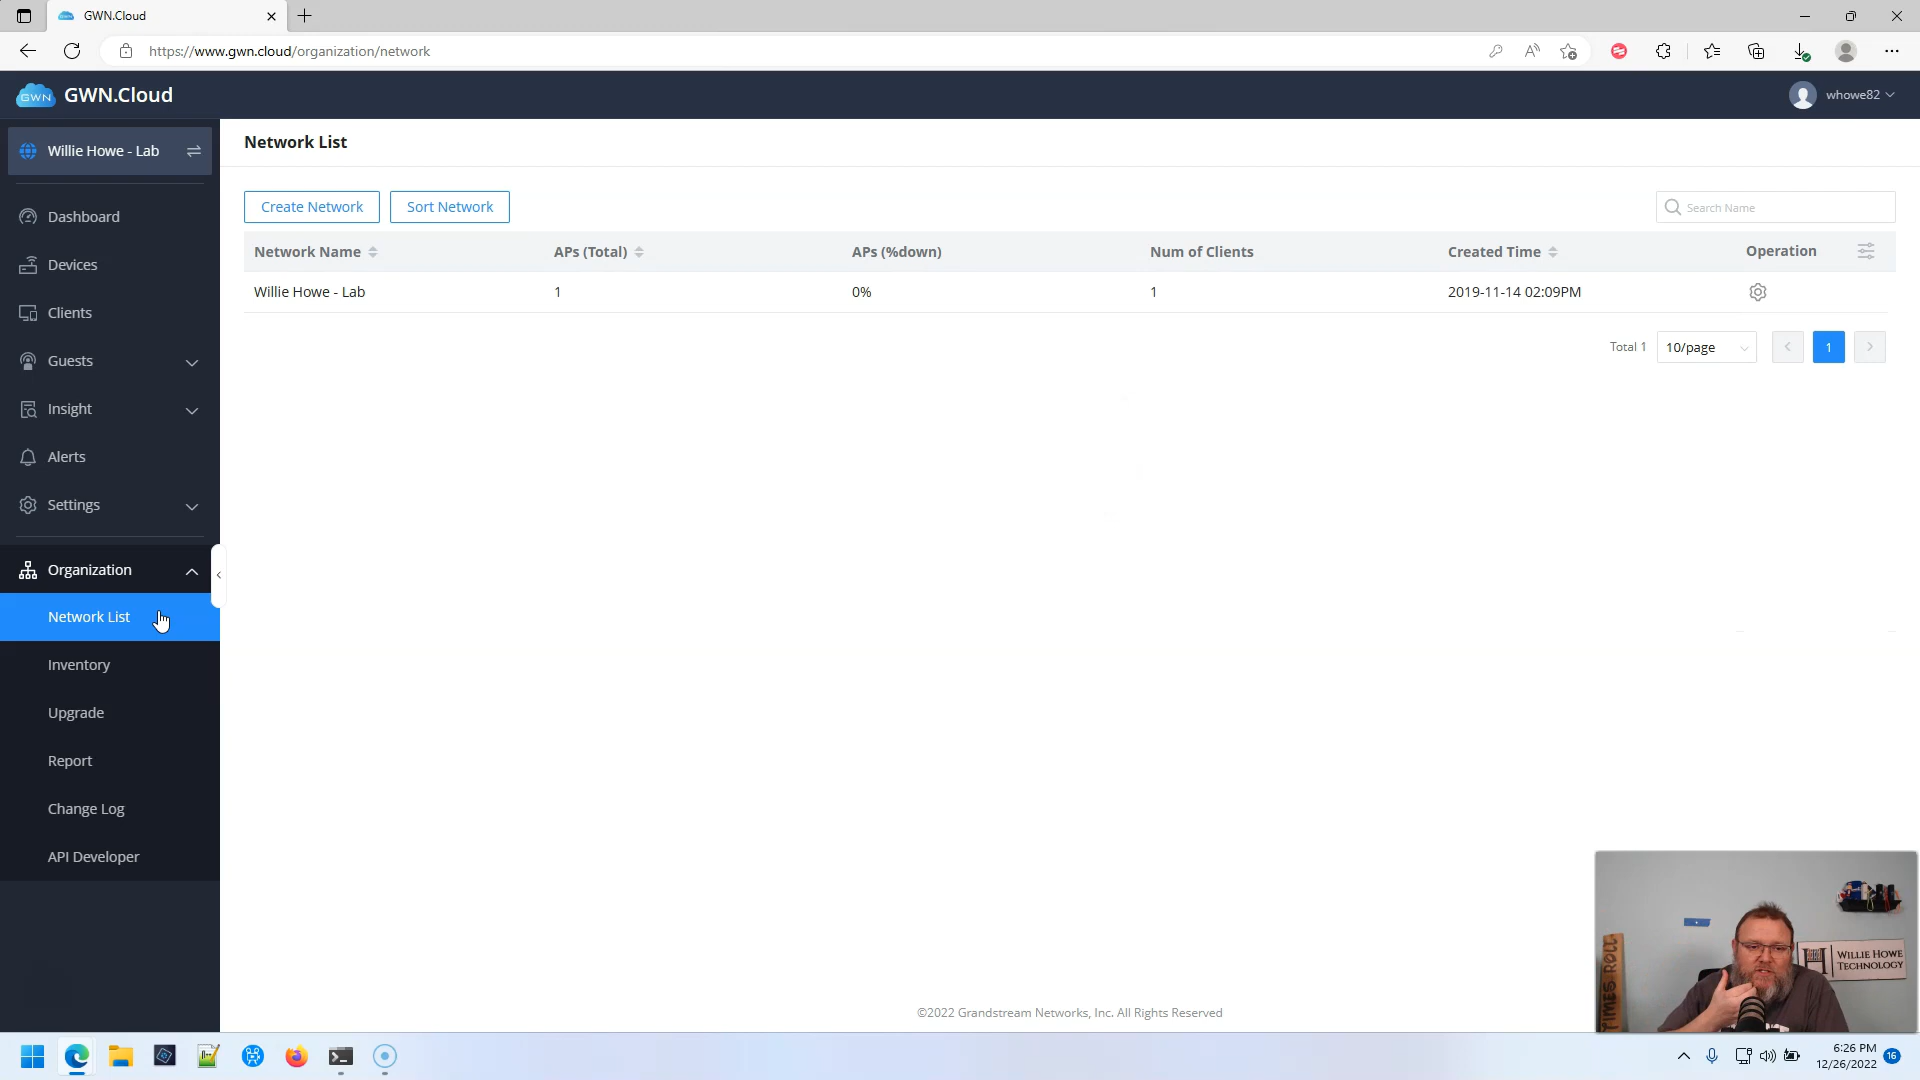 GWN.Cloud
https://www.gwn.cloud/organization/network
GWN
GWN.Cloud
whowe82
Willie Howe - Lab
Dashboard
Devices
Clients
Guests
Insight
Alerts
Settings
Organization
Network List
Inventory
Upgrade
Report
Change Log
API Developer
Network List
Create Network
Sort Network
Search Name
Network Name
APs (Total)
APs (%down)
Num of Clients
Created Time
Operation
Willie Howe - Lab
1
0%
1
2019-11-14 02:09PM
Total 1
10/page
1
©2022 Grandstream Networks, Inc. All Rights Reserved
TIMES ROLL
WILLIE HOWE
TECHNOLOGY
6:26 PM
12/26/2022
16